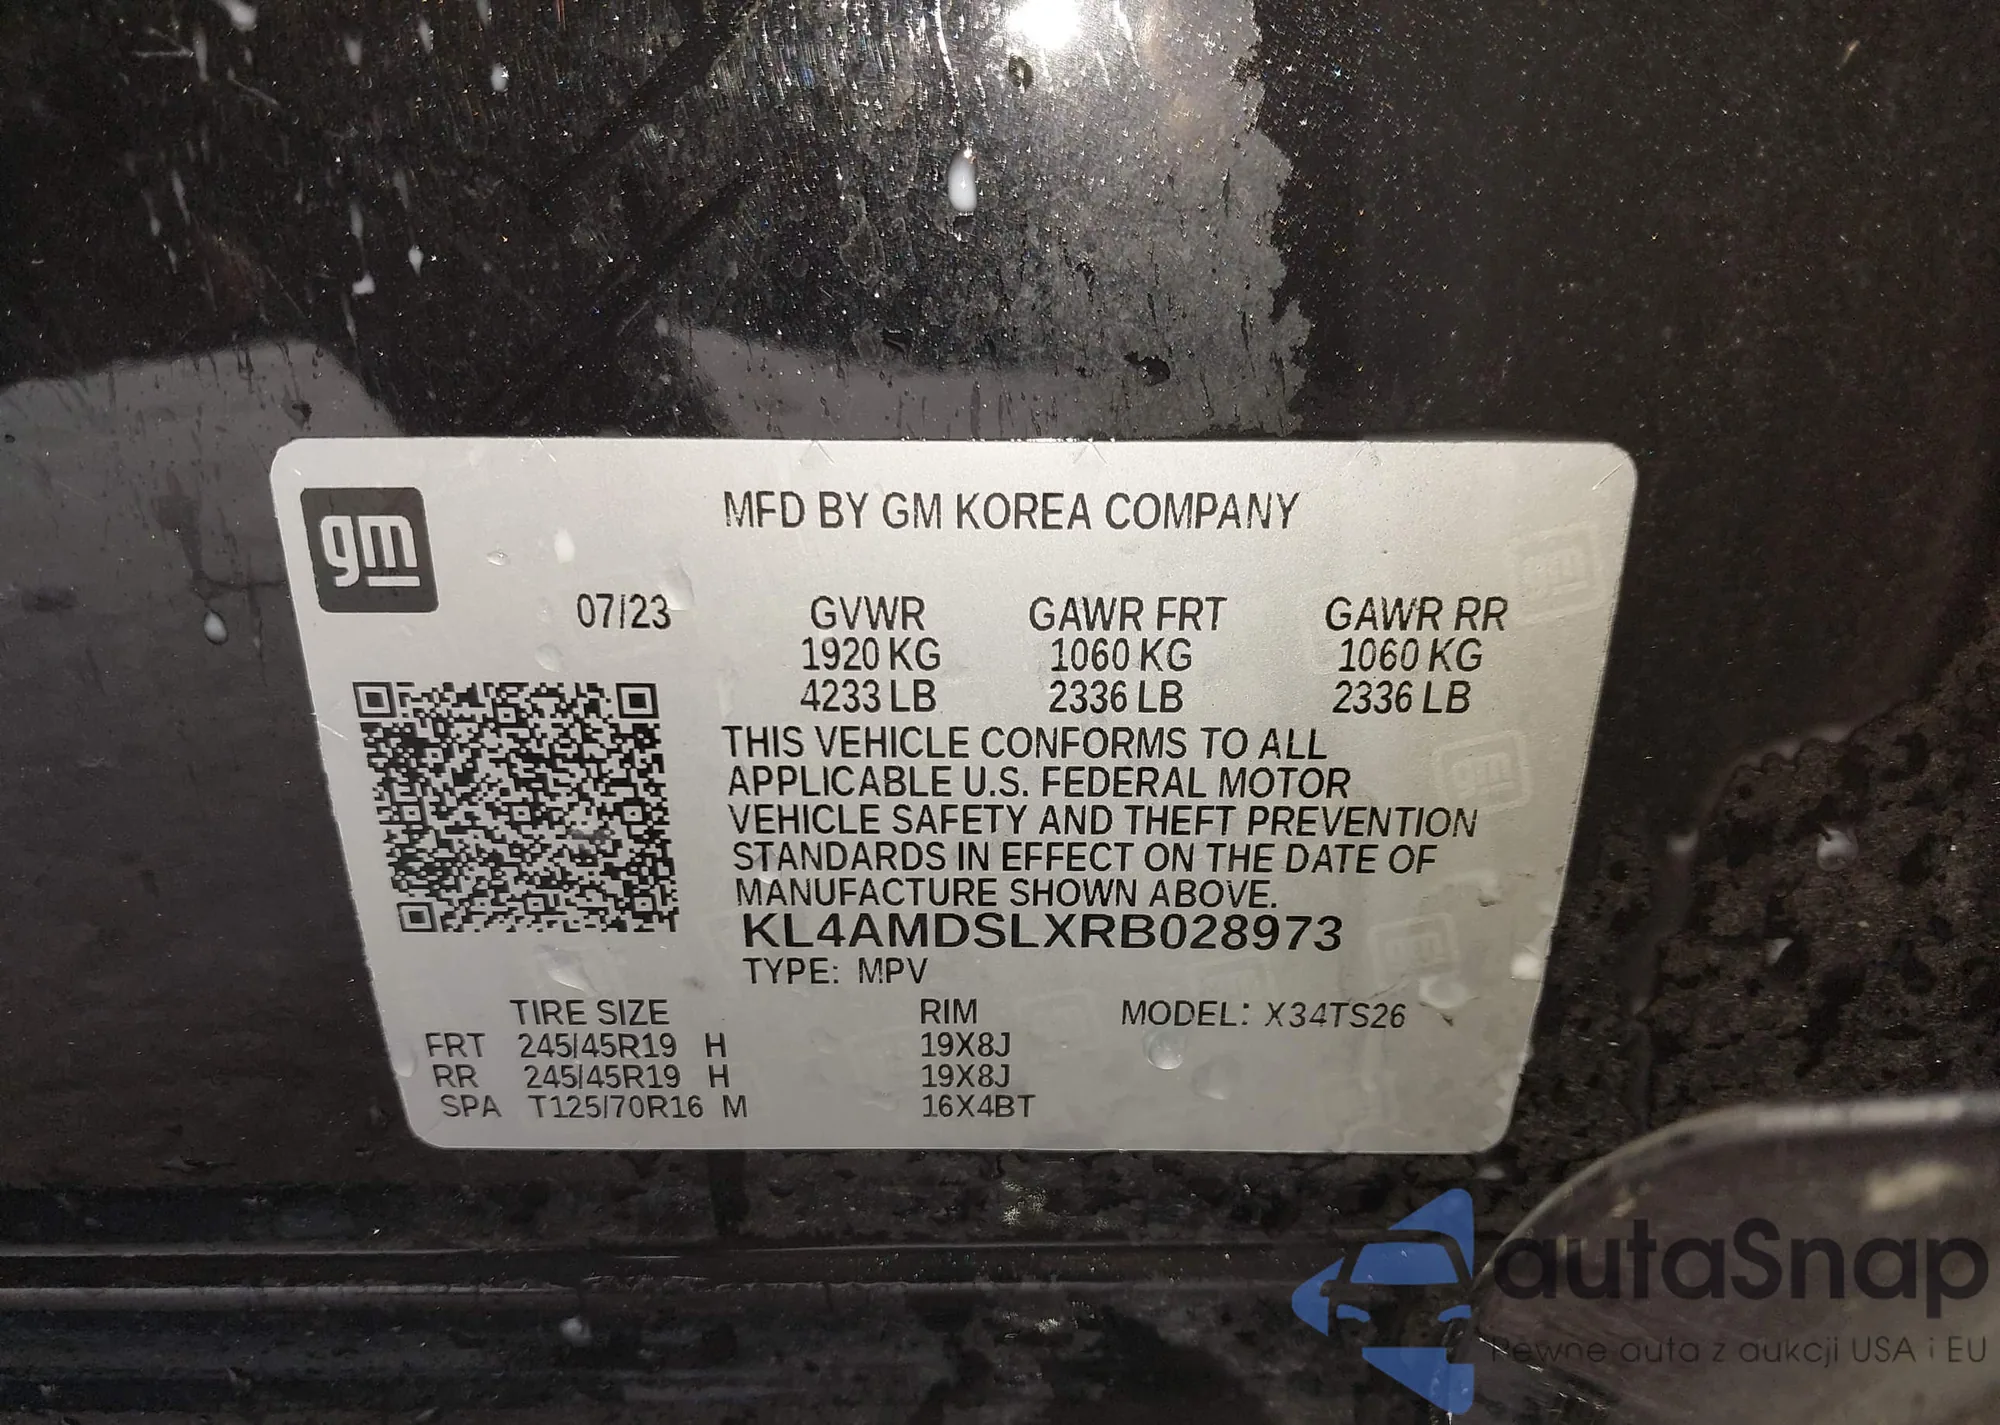 gm
MFD BY GM KOREA COMPANY
07/23 GVWR GAWR FRT GAWR RR
1920 KG 1060 KG 1060 KG
4233 LB 2336 LB 2336 LB
THIS VEHICLE CONFORMS TO ALL
APPLICABLE U.S. FEDERAL MOTOR
VEHICLE SAFETY AND THEFT PREVENTION
STANDARDS IN EFFECT ON THE DATE OF
MANUFACTURE SHOWN ABOVE.
KL4AMDSLXRB028973
TYPE: MPV
TIRE SIZE RIM MODEL: X34TS26
FRT 245/45R19 H 19X8J
RR 245/45R19 H 19X8J
SPA T125/70R16 M 16X4BT
autaSnap
Pewne auta z aukcji USA i EU